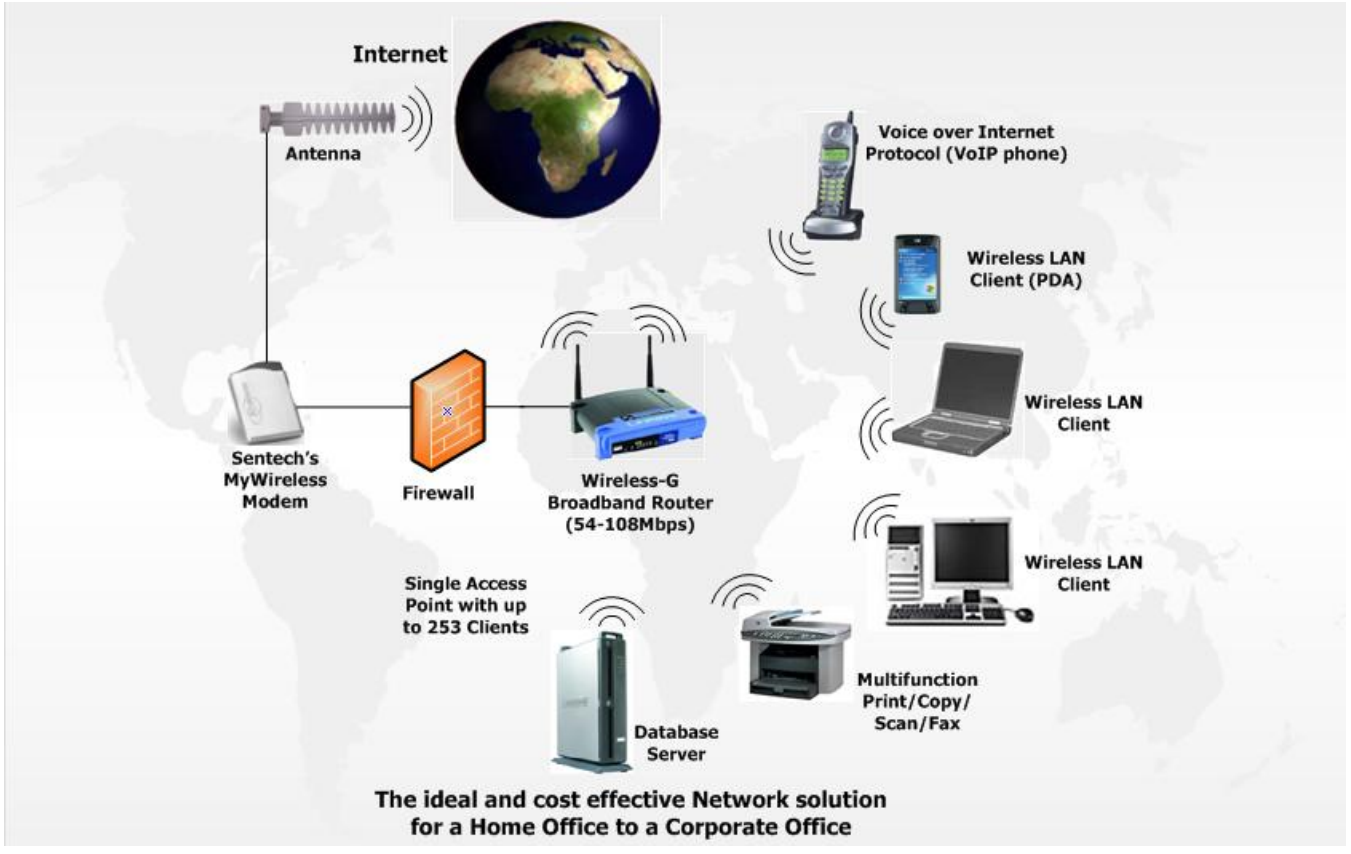 Internet
Antenna
Voice over Internet
Protocol (VoIP phone)
Wireless LAN
Client (PDA)
Wireless LAN
Client
Sentech's
MyWireless
Modem
Firewall
Wireless-G
Broadband Router
(54-108Mbps)
Wireless LAN
Client
Single Access
Point with up
to 253 Clients
Multifunction
Print/Copy/
Scan/Fax
Database
Server
The ideal and cost effective Network solution
for a Home Office to a Corporate Office